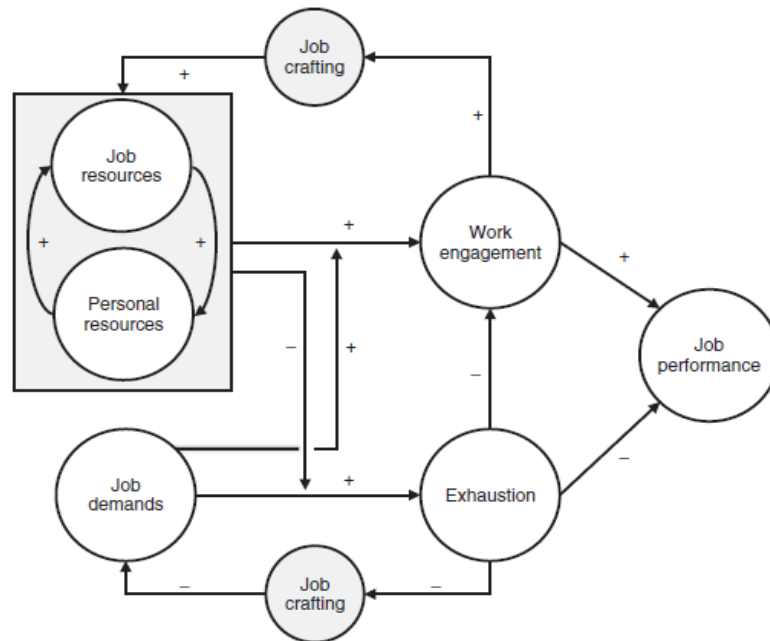 Job
crafting
+
+
Job
resources
+
+
+
Work
engagement
+
Personal
resources
–
+
Job
performance
–
Job
demands
+
Exhaustion
–
–
Job
crafting
–